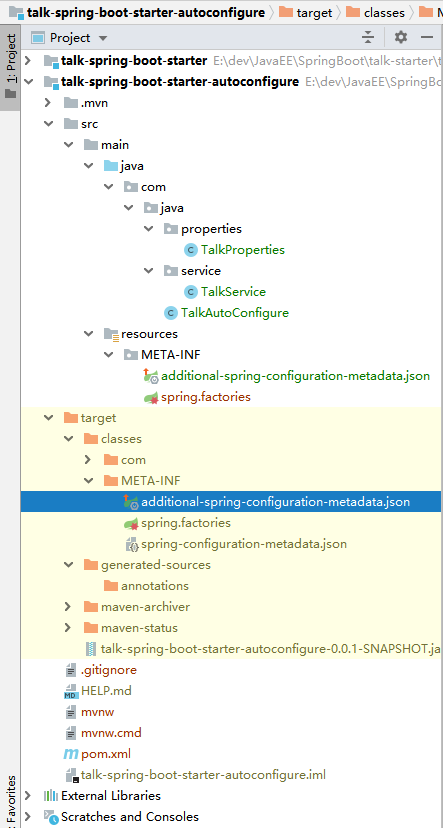 talk-spring-boot-starter-autoconfigure target classes M
1: Project
Project
talk-spring-boot-starter E:\dev\JavaEE\SpringBoot\talk-starter\t
talk-spring-boot-starter-autoconfigure E:\dev\JavaEE\SpringBo
.mvn
src
main
java
com
java
properties
TalkProperties
service
TalkService
TalkAutoConfigure
resources
META-INF
additional-spring-configuration-metadata.json
spring.factories
target
classes
com
META-INF
additional-spring-configuration-metadata.json
spring.factories
spring-configuration-metadata.json
generated-sources
annotations
maven-archiver
maven-status
talk-spring-boot-starter-autoconfigure-0.0.1-SNAPSHOT.ja
.gitignore
HELP.md
mvnw
mvnw.cmd
pom.xml
talk-spring-boot-starter-autoconfigure.iml
External Libraries
Scratches and Consoles
Favorites